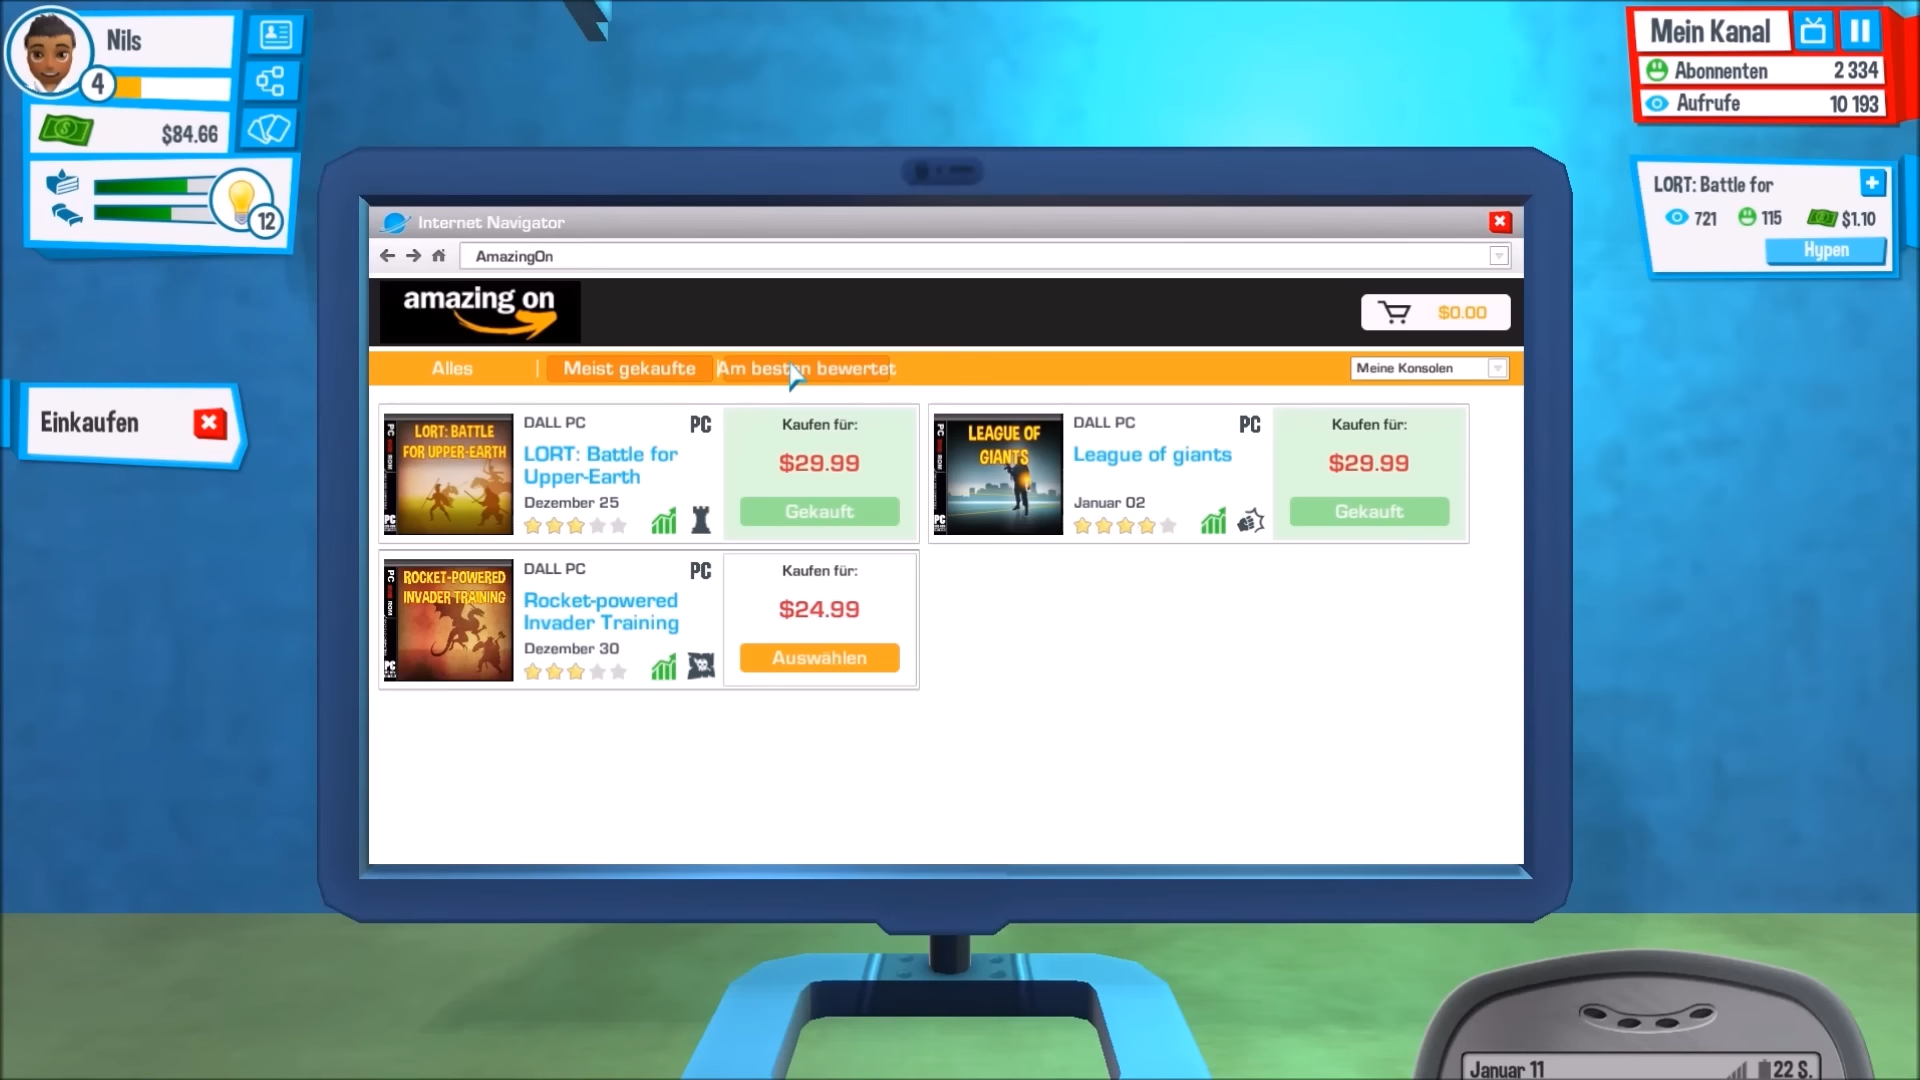 Nils
4
$84.66
12
Mein Kanal
Abonnenten 2 334
Aufrufe 10 193
LORT: Battle for
721 115 $1.10
Hypen
Einkaufen
Internet Navigator
AmazingOn
amazing on
$0.00
Alles | Meist gekaufte | Am besten bewertet
Meine Konsolen
LORT: BATTLE
FOR UPPER-EARTH
PC
DALL PC PC
LORT: Battle for
Upper-Earth
Dezember 25
Kaufen für:
$29.99
Gekauft
LEAGUE OF
GIANTS
PC
DALL PC PC
League of giants
Januar 02
Kaufen für:
$29.99
Gekauft
ROCKET-POWERED
INVADER TRAINING
PC
DALL PC PC
Rocket-powered
Invader Training
Dezember 30
Kaufen für:
$24.99
Auswählen
Januar 11 22 S.